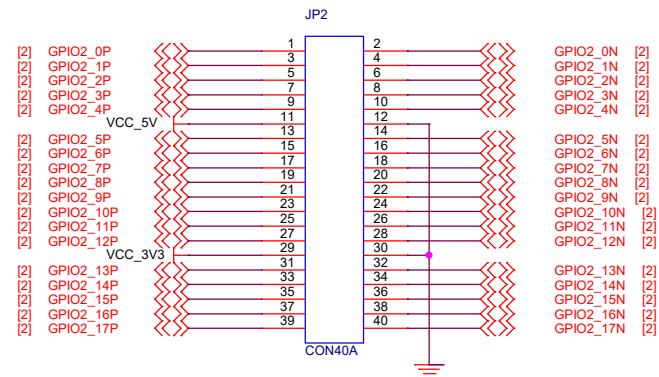 JP2
[2] GPIO2_0P 1 2 GPIO2_0N [2]
[2] GPIO2_1P 3 4 GPIO2_1N [2]
[2] GPIO2_2P 5 6 GPIO2_2N [2]
[2] GPIO2_3P 7 8 GPIO2_3N [2]
[2] GPIO2_4P 9 10 GPIO2_4N [2]
VCC_5V 11 12
[2] GPIO2_5P 13 14 GPIO2_5N [2]
[2] GPIO2_6P 15 16 GPIO2_6N [2]
[2] GPIO2_7P 17 18 GPIO2_7N [2]
[2] GPIO2_8P 19 20 GPIO2_8N [2]
[2] GPIO2_9P 21 22 GPIO2_9N [2]
[2] GPIO2_10P 23 24 GPIO2_10N [2]
[2] GPIO2_11P 25 26 GPIO2_11N [2]
[2] GPIO2_12P 27 28 GPIO2_12N [2]
VCC_3V3 29 30
[2] GPIO2_13P 31 32 GPIO2_13N [2]
[2] GPIO2_14P 33 34 GPIO2_14N [2]
[2] GPIO2_15P 35 36 GPIO2_15N [2]
[2] GPIO2_16P 37 38 GPIO2_16N [2]
[2] GPIO2_17P 39 40 GPIO2_17N [2]
CON40A